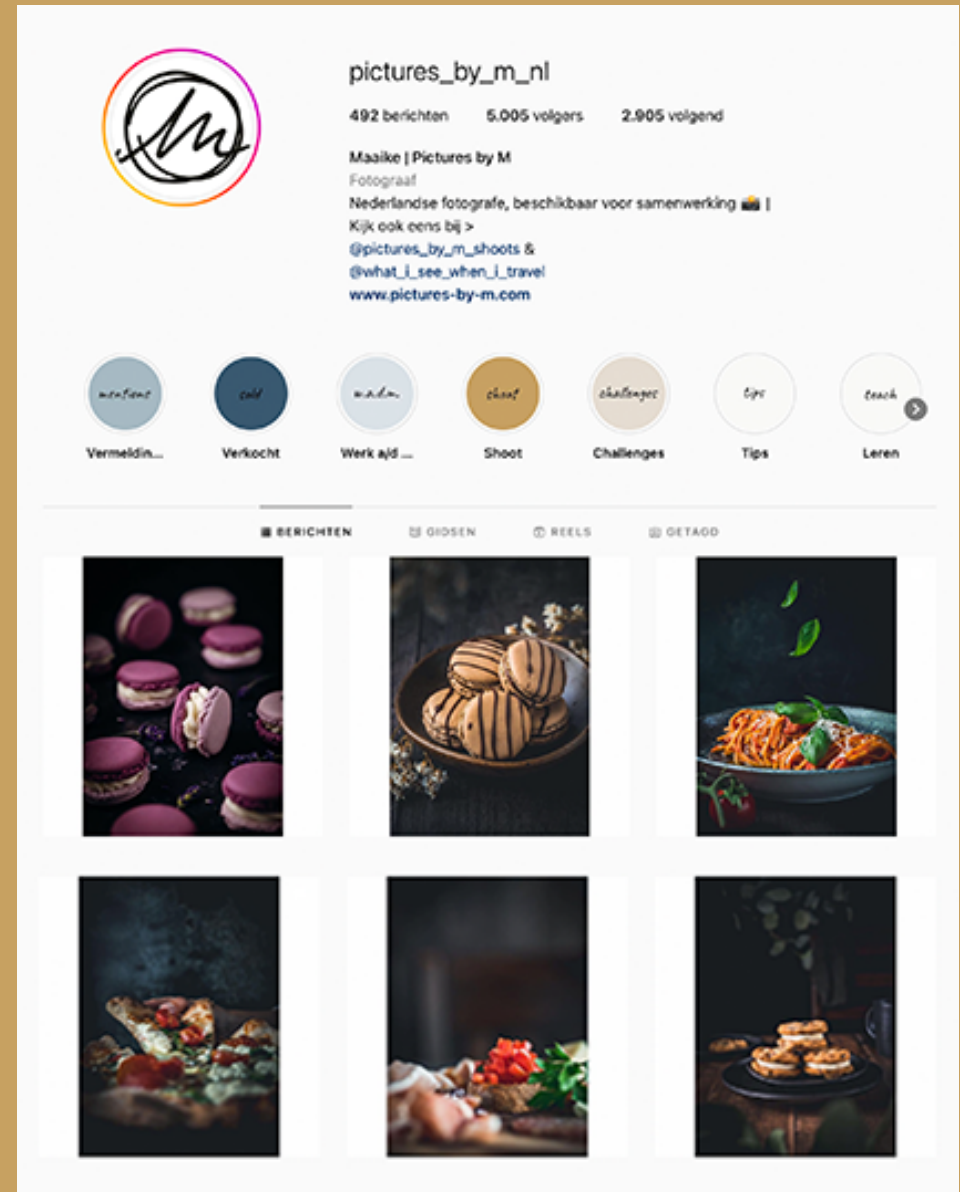 pictures_by_m_nl
492 berichten 5.005 volgers 2.905 volgend
Maaike | Pictures by M
Fotograaf
Nederlandse fotografe, beschikbaar voor samenwerking 📸 |
Kijk ook eens bij >
@pictures_by_m_shoots &
@what_i_see_when_i_travel
www.pictures-by-m.com
mentions sold w.a.d.m. shoot challenges tips teach
Vermeldin... Verkocht Werk a/d ... Shoot Challenges Tips Leren
BERICHTEN GIDSEN REELS GETAGD